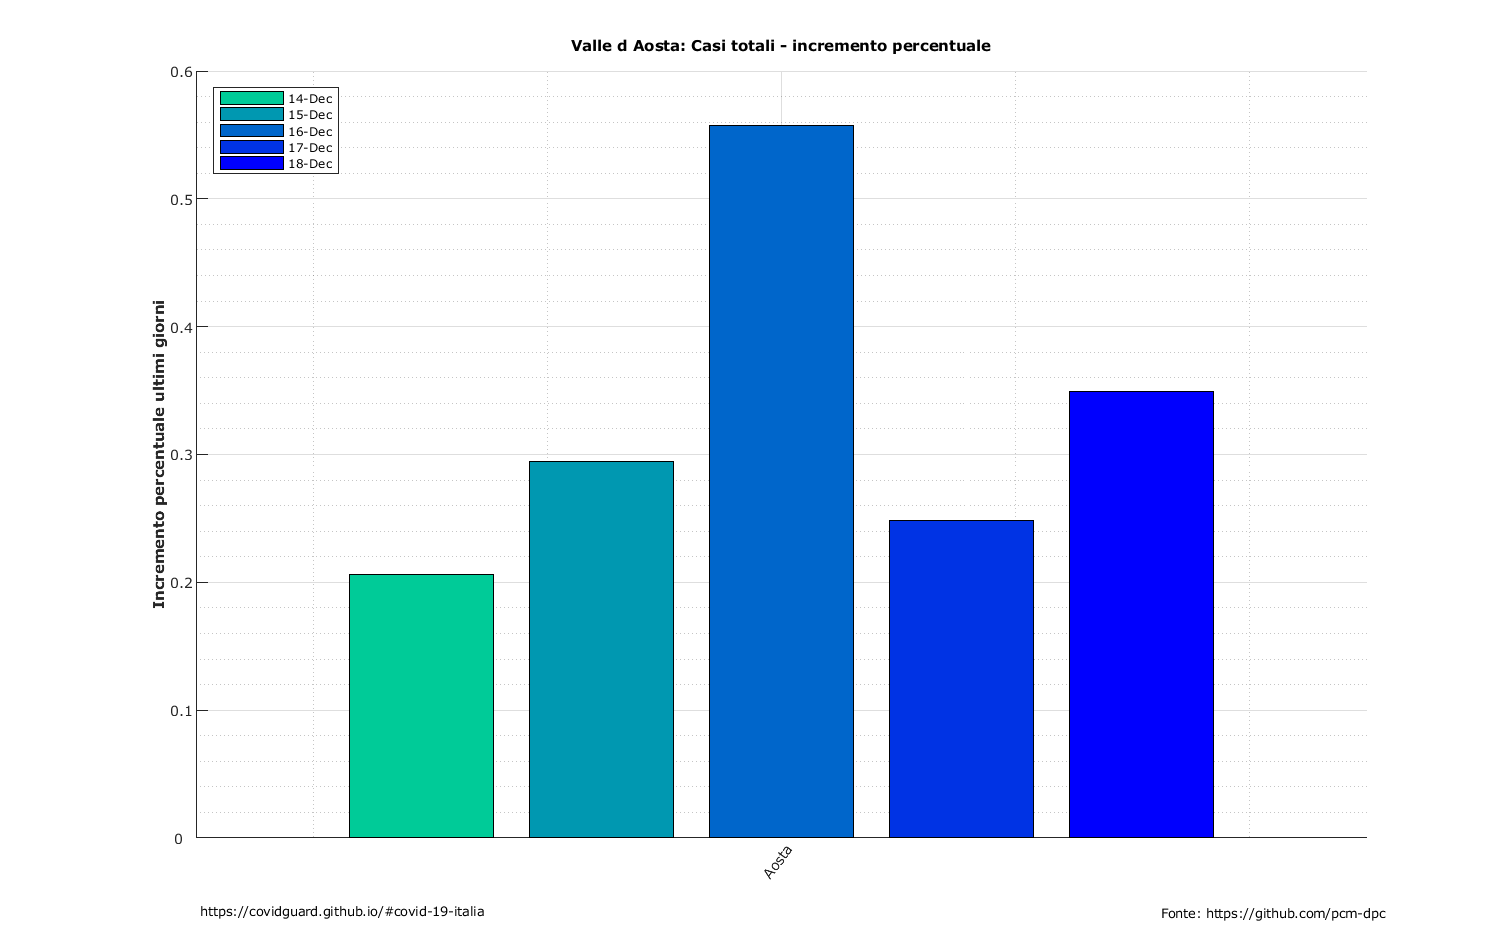 Valle d Aosta: Casi totali - incremento percentuale
0.6
0.5
0.4
0.3
0.2
0.1
0
14-Dec
15-Dec
16-Dec
17-Dec
18-Dec
Incremento percentuale ultimi giorni
Aosta
https://covidguard.github.io/#covid-19-italia
Fonte: https://github.com/pcm-dpc